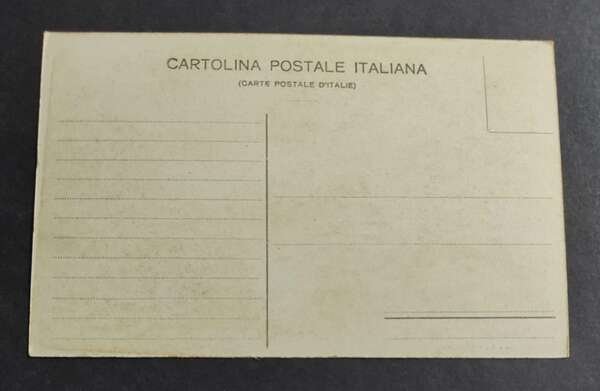 CARTOLINA POSTALE ITALIANA
(CARTE POSTALE D'ITALIE)